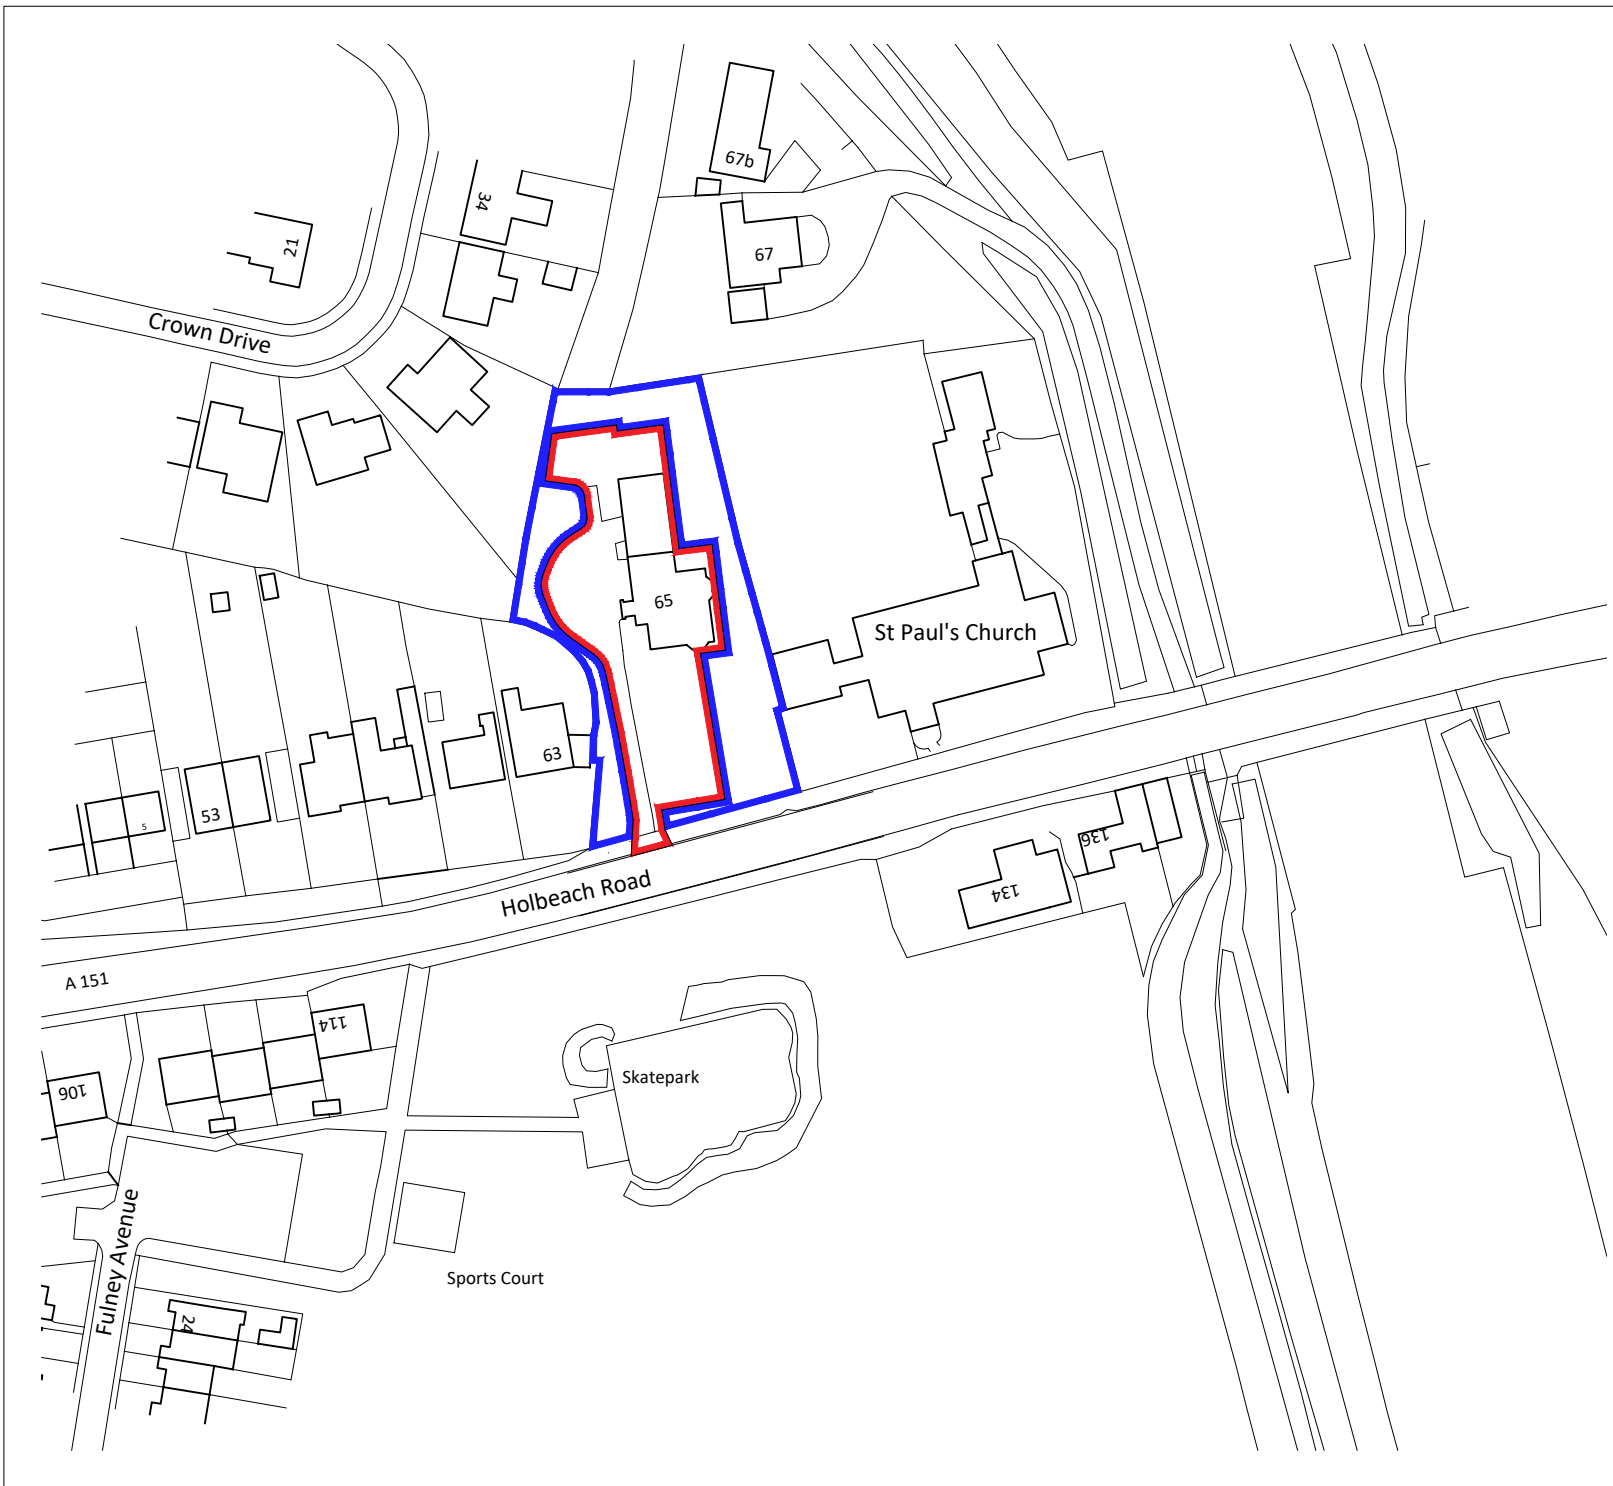 67b
34
21
67
Crown Drive
65
St Paul's Church
63
53
5
136
134
Holbeach Road
A 151
114
Skatepark
106
Fulney Avenue
Sports Court
24